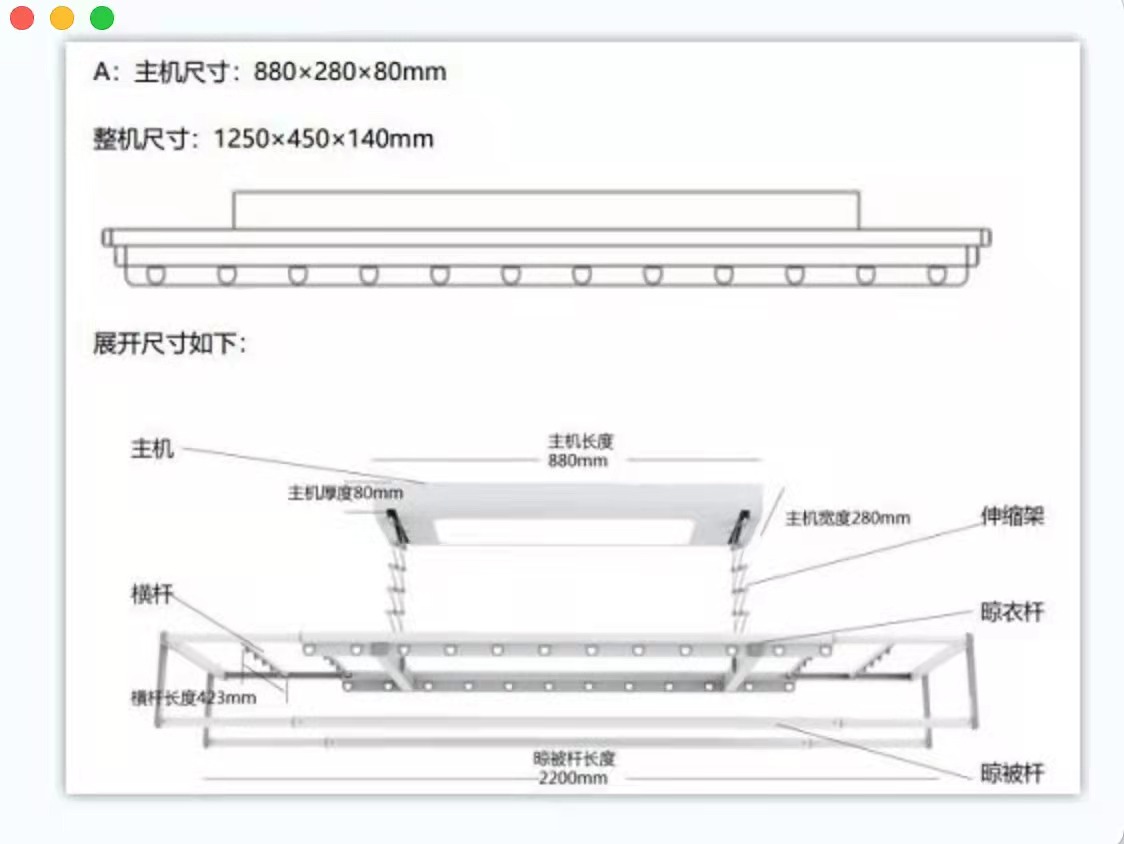 A：主机尺寸：880×280×80mm
整机尺寸：1250×450×140mm
展开尺寸如下：
主机
主机长度
880mm
主机厚度80mm
主机宽度280mm
伸缩架
横杆
晾衣杆
横杆长度423mm
晾被杆长度
2200mm
晾被杆